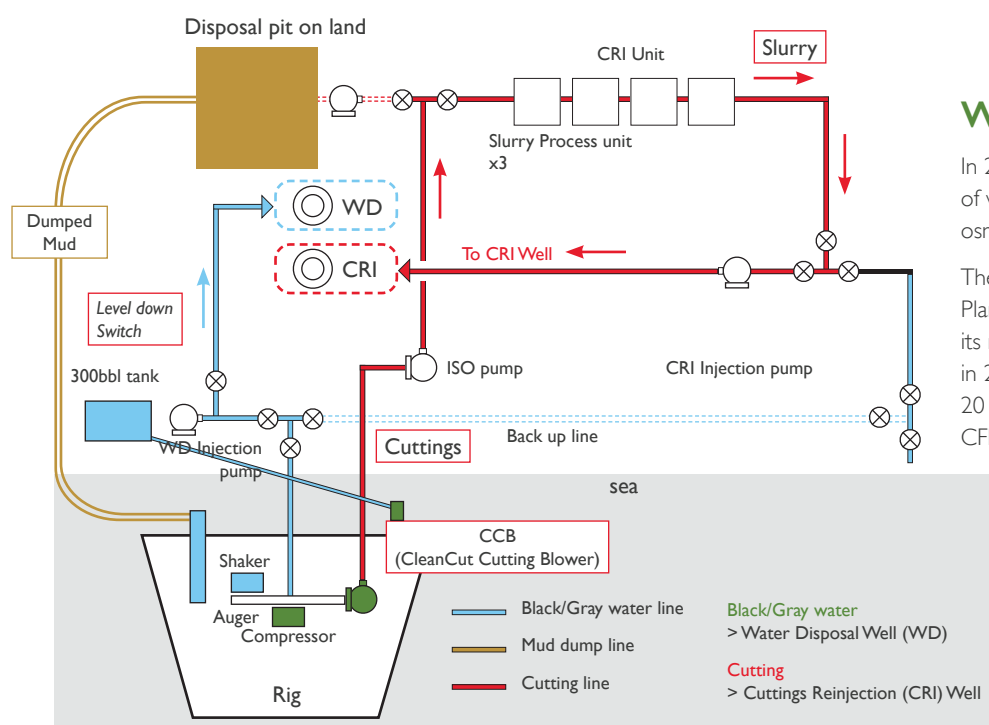 Disposal pit on land
CRI Unit
Slurry
Slurry Process unit
x3
W
In 2
of w
osn
WD
Dumped
Mud
To CRI Well
CRI
The
Plan
its r
in 2
20
CF
Level down
Switch
300bbl tank
ISO pump
CRI Injection pump
WD Injection
pump
Back up line
Cuttings
sea
CCB
(CleanCut Cutting Blower)
Shaker
Auger
Compressor
Rig
Black/Gray water line
Mud dump line
Cutting line
Black/Gray water
> Water Disposal Well (WD)
Cutting
> Cuttings Reinjection (CRI) Well